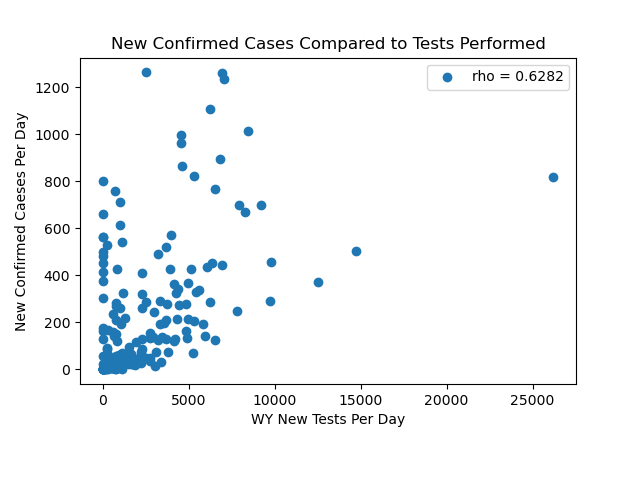 New Confirmed Cases Compared to Tests Performed
rho = 0.6282
New Confirmed Caeses Per Day
1200
1000
800
600
400
200
0
0 5000 10000 15000 20000 25000
WY New Tests Per Day